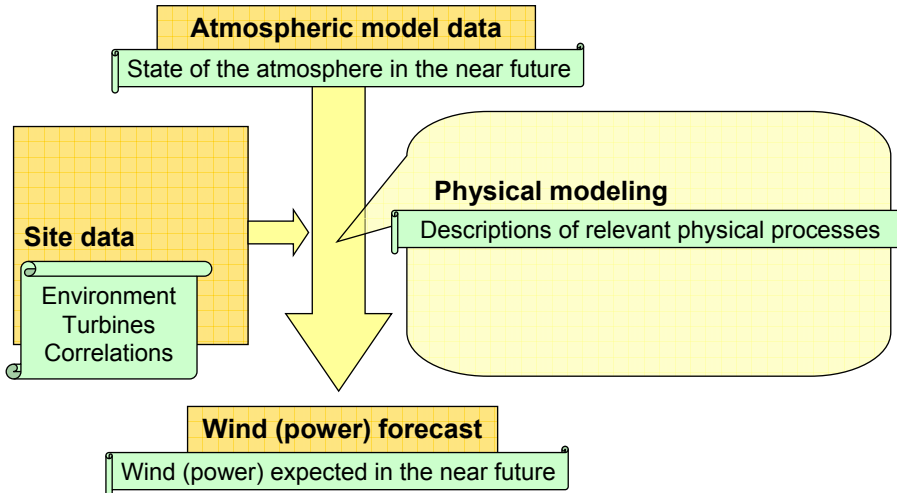 Atmospheric model data
State of the atmosphere in the near future
Physical modeling
Descriptions of relevant physical processes
Site data
Environment
Turbines
Correlations
Wind (power) forecast
Wind (power) expected in the near future